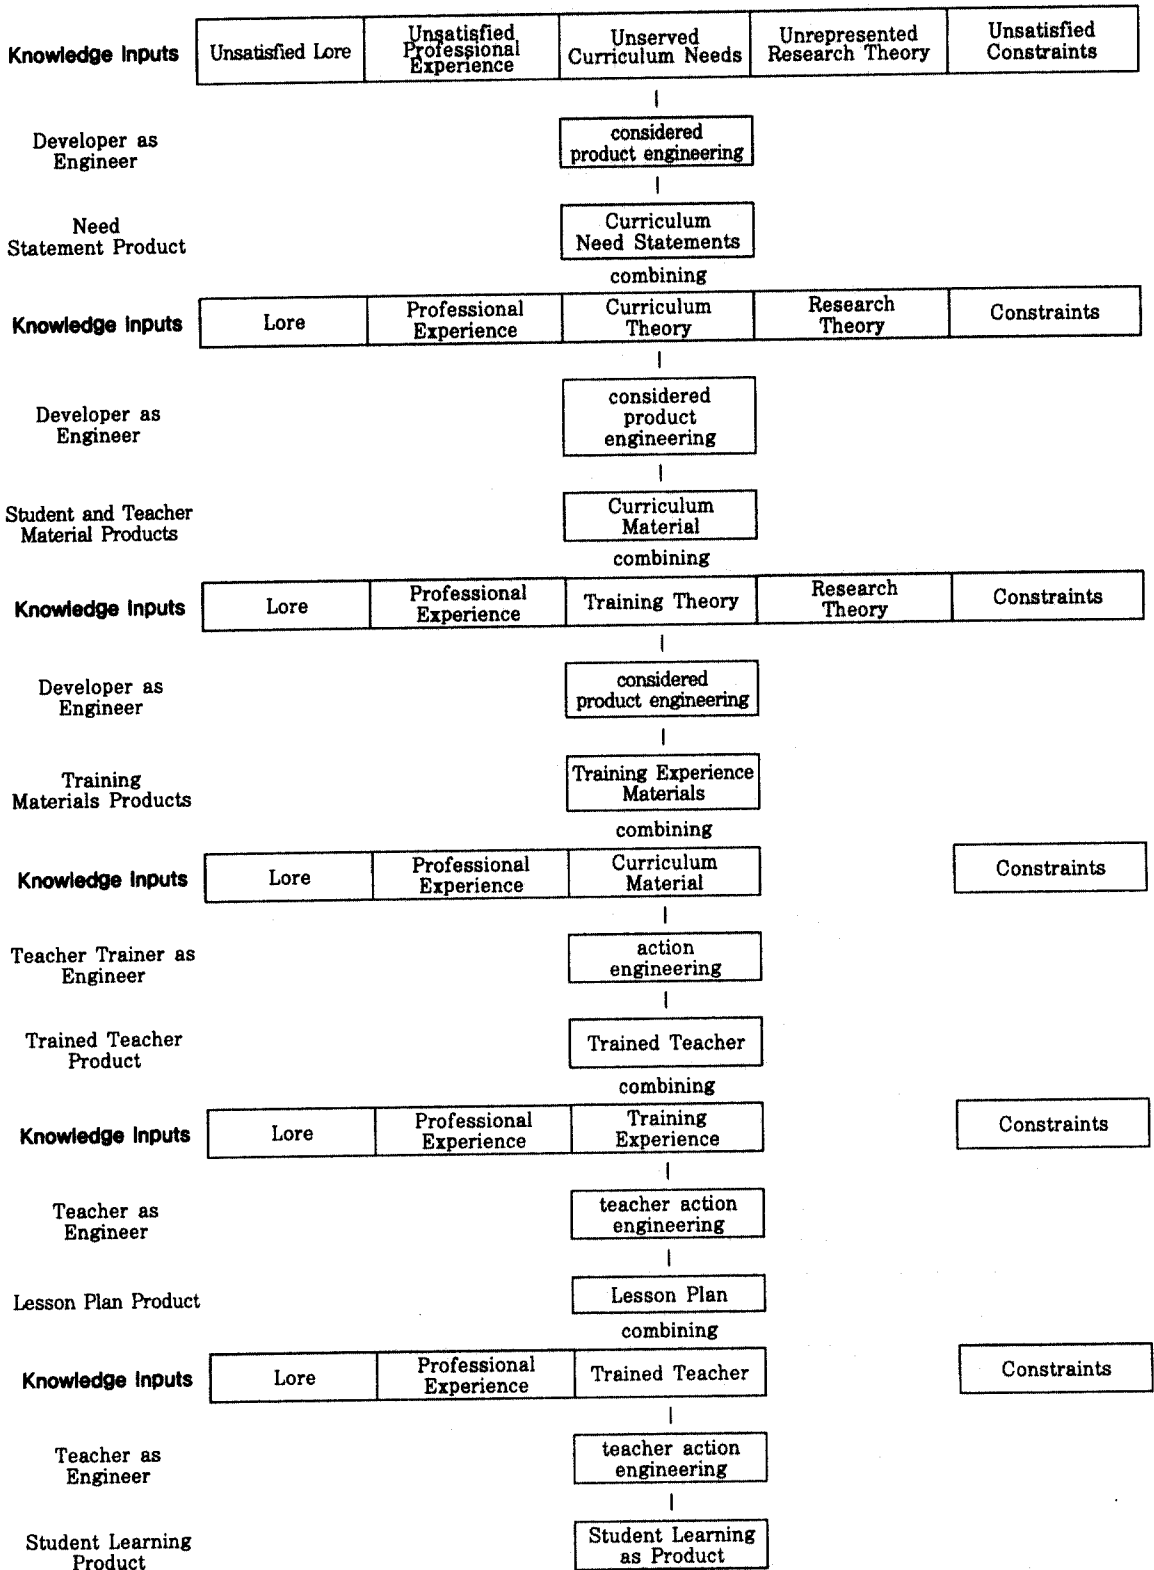 Knowledge Inputs
Unsatisfied Lore
Unsatisfied
Professional
Experience
Unserved
Curriculum Needs
Unrepresented
Research Theory
Unsatisfied
Constraints
Developer as
Engineer
considered
product engineering
Need
Statement Product
Curriculum
Need Statements
combining
Knowledge Inputs
Lore
Professional
Experience
Curriculum
Theory
Research
Theory
Constraints
Developer as
Engineer
considered
product
engineering
Student and Teacher
Material Products
Curriculum
Material
combining
Knowledge Inputs
Lore
Professional
Experience
Training Theory
Research
Theory
Constraints
Developer as
Engineer
considered
product engineering
Training
Materials Products
Training Experience
Materials
combining
Knowledge Inputs
Lore
Professional
Experience
Curriculum
Material
Constraints
Teacher Trainer as
Engineer
action
engineering
Trained Teacher
Product
Trained Teacher
combining
Knowledge Inputs
Lore
Professional
Experience
Training
Experience
Constraints
Teacher as
Engineer
teacher action
engineering
Lesson Plan Product
Lesson Plan
combining
Knowledge Inputs
Lore
Professional
Experience
Trained Teacher
Constraints
Teacher as
Engineer
teacher action
engineering
Student Learning
Product
Student Learning
as Product